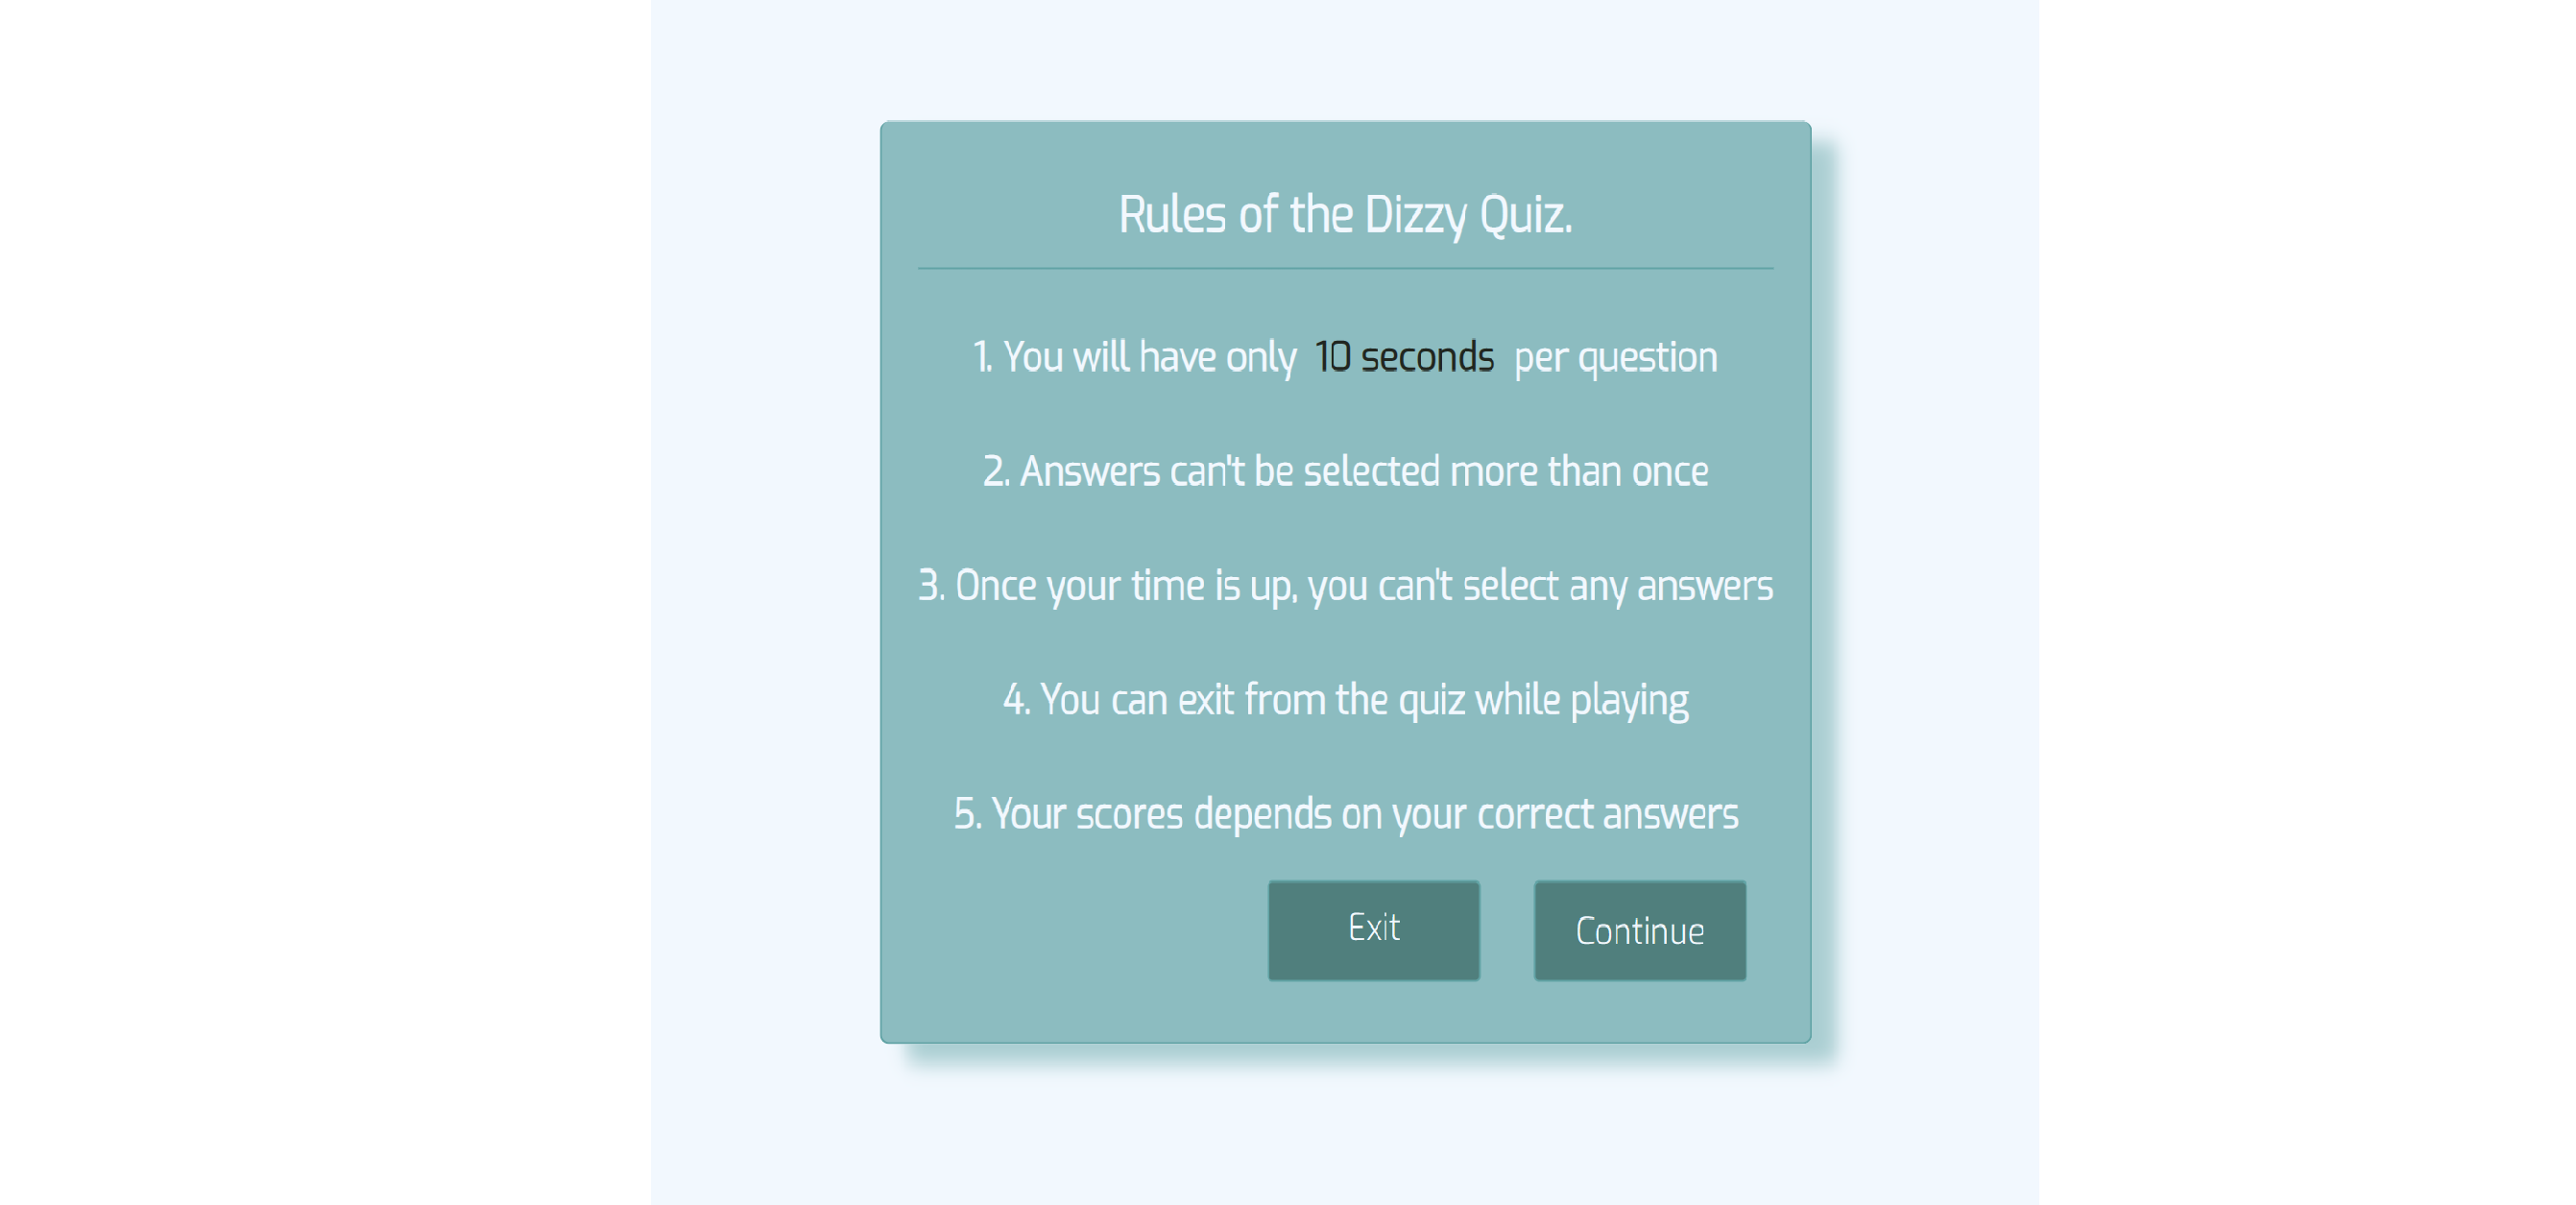 Rules of the Dizzy Quiz.
1. You will have only 10 seconds per question
2. Answers can't be selected more than once
3. Once your time is up, you can't select any answers
4. You can exit from the quiz while playing
5. Your scores depends on your correct answers
Exit
Continue